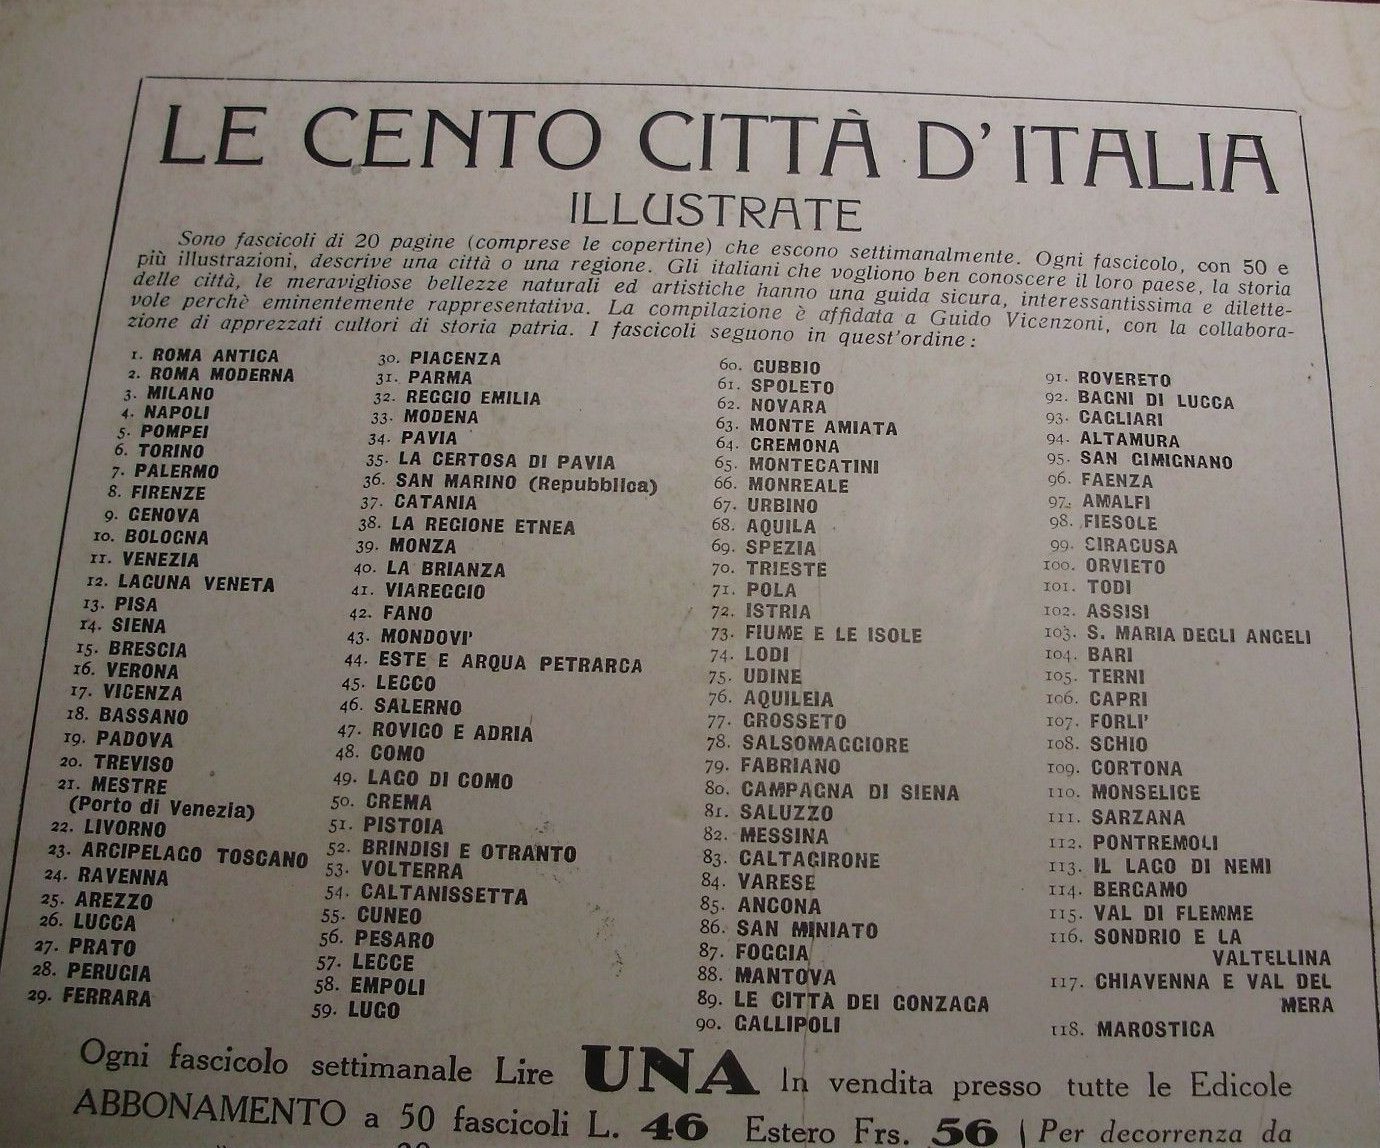 LE CENTO CITTÀ D'ITALIA
ILLUSTRATE
Sono fascicoli di 20 pagine (comprese le copertine) che escono settimanalmente. Ogni fascicolo, con 50 e
più illustrazioni, descrive una città o una regione. Gli italiani che vogliono ben conoscere il loro paese, la storia
delle città, le meravigliose bellezze naturali ed artistiche hanno una guida sicura, interessantissima e dilette-
vole perchè eminentemente rappresentativa. La compilazione è affidata a Guido Vicenzoni, con la collabora-
zione di apprezzati cultori di storia patria. I fascicoli seguono in quest'ordine:
1. ROMA ANTICA
2. ROMA MODERNA
3. MILANO
4. NAPOLI
5. POMPEI
6. TORINO
7. PALERMO
8. FIRENZE
9. GENOVA
10. BOLOGNA
11. VENEZIA
12. LAGUNA VENETA
13. PISA
14. SIENA
15. BRESCIA
16. VERONA
17. VICENZA
18. BASSANO
19. PADOVA
20. TREVISO
21. MESTRE
(Porto di Venezia)
22. LIVORNO
23. ARCIPELAGO TOSCANO
24. RAVENNA
25. AREZZO
26. LUCCA
27. PRATO
28. PERUGIA
29. FERRARA
30. PIACENZA
31. PARMA
32. REGGIO EMILIA
33. MODENA
34. PAVIA
35. LA CERTOSA DI PAVIA
36. SAN MARINO (Repubblica)
37. CATANIA
38. LA REGIONE ETNEA
39. MONZA
40. LA BRIANZA
41. VIAREGGIO
42. FANO
43. MONDOVI'
44. ESTE E ARQUA PETRARCA
45. LECCO
46. SALERNO
47. ROVIGO E ADRIA
48. COMO
49. LAGO DI COMO
50. CREMA
51. PISTOIA
52. BRINDISI E OTRANTO
53. VOLTERRA
54. CALTANISSETTA
55. CUNEO
56. PESARO
57. LECCE
58. EMPOLI
59. LUGO
60. GUBBIO
61. SPOLETO
62. NOVARA
63. MONTE AMIATA
64. CREMONA
65. MONTECATINI
66. MONREALE
67. URBINO
68. AQUILA
69. SPEZIA
70. TRIESTE
71. POLA
72. ISTRIA
73. FIUME E LE ISOLE
74. LODI
75. UDINE
76. AQUILEIA
77. GROSSETO
78. SALSOMAGGIORE
79. FABRIANO
80. CAMPAGNA DI SIENA
81. SALUZZO
82. MESSINA
83. CALTAGIRONE
84. VARESE
85. ANCONA
86. SAN MINIATO
87. FOGGIA
88. MANTOVA
89. LE CITTÀ DEI GONZAGA
90. GALLIPOLI
91. ROVERETO
92. BAGNI DI LUCCA
93. CAGLIARI
94. ALTAMURA
95. SAN GIMIGNANO
96. FAENZA
97. AMALFI
98. FIESOLE
99. SIRACUSA
100. ORVIETO
101. TODI
102. ASSISI
103. S. MARIA DEGLI ANGELI
104. BARI
105. TERNI
106. CAPRI
107. FORLI'
108. SCHIO
109. CORTONA
110. MONSELICE
111. SARZANA
112. PONTREMOLI
113. IL LAGO DI NEMI
114. BERGAMO
115. VAL DI FLEMME
116. SONDRIO E LA
VALTELLINA
117. CHIAVENNA E VAL DEL
MERA
118. MAROSTICA
Ogni fascicolo settimanale Lire UNA In vendita presso tutte le Edicole
ABBONAMENTO a 50 fascicoli L. 46 Estero Frs. 56 | Per decorrenza da